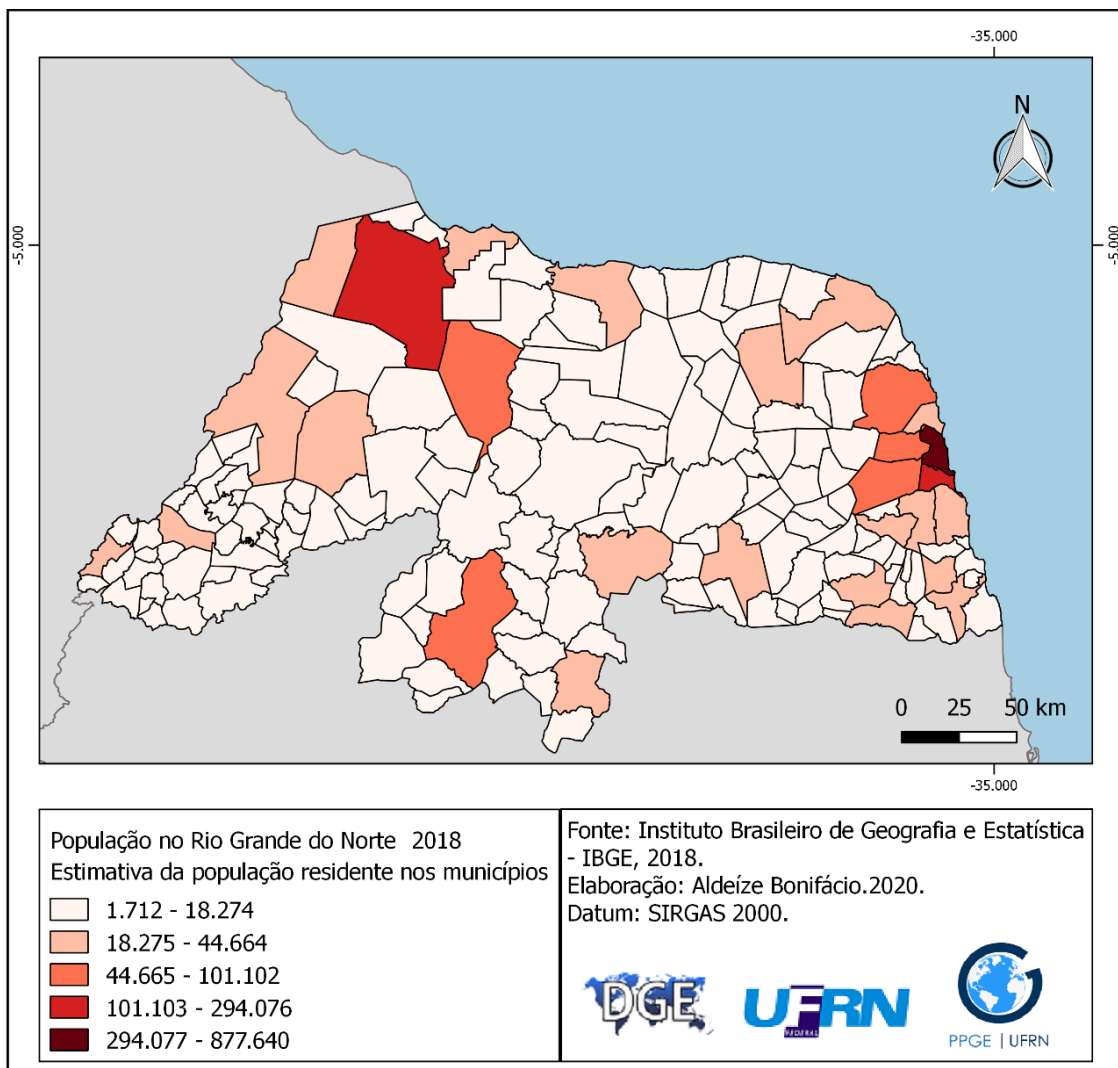 -35.000
N
-5.000
-5.000
0 25 50 km
-35.000
População no Rio Grande do Norte 2018
Estimativa da população residente nos municípios
1.712 - 18.274
18.275 - 44.664
44.665 - 101.102
101.103 - 294.076
294.077 - 877.640
Fonte: Instituto Brasileiro de Geografia e Estatística
- IBGE, 2018.
Elaboração: Aldeíze Bonifácio.2020.
Datum: SIRGAS 2000.
DGE
UFRN
FEDERAL
PPGE | UFRN